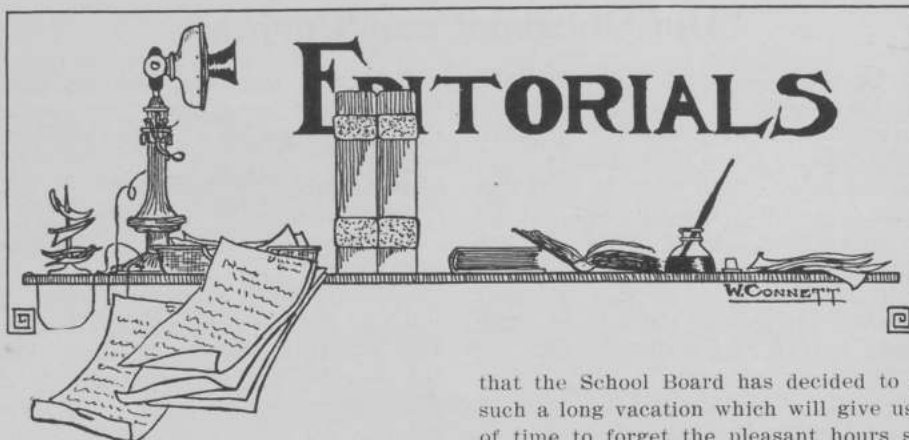 EDITORIALS
W. CONNETT
that the School Board has decided to
such a long vacation which will give us
of time to forget the pleasant hours